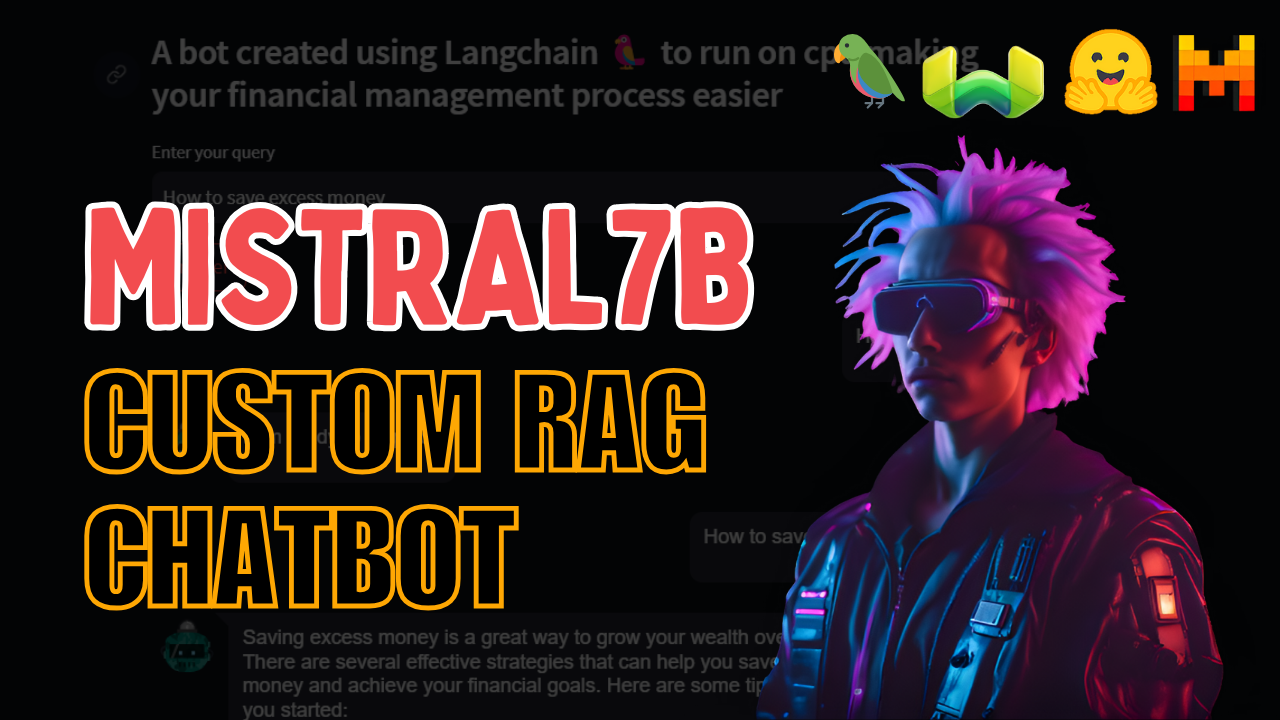 A bot created using Langchain 🦜 to run on cpu making
your financial management process easier
Enter your query
How to save excess money
MISTRAL7B
CUSTOM RAG
CHATBOT
How to sav
Saving excess money is a great way to grow your wealth ove
There are several effective strategies that can help you save
money and achieve your financial goals. Here are some tip
you started: